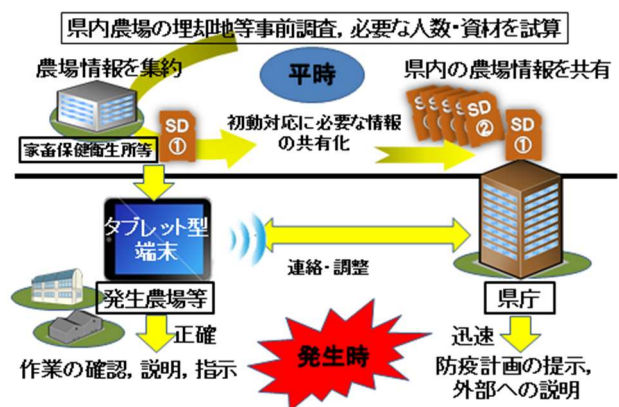 県内農場の埋却地等事前調査，必要な人数・資材を試算
農場情報を集約
平時
県内の農場情報を共有
家畜保健衛生所等
SD
①
初動対応に必要な情報
の共有化
SD
②
SD
①
タブレット型
端末
連絡・調整
発生農場等
県庁
正確
作業の確認，説明，指示
発生時
迅速
防疫計画の提示，
外部への説明